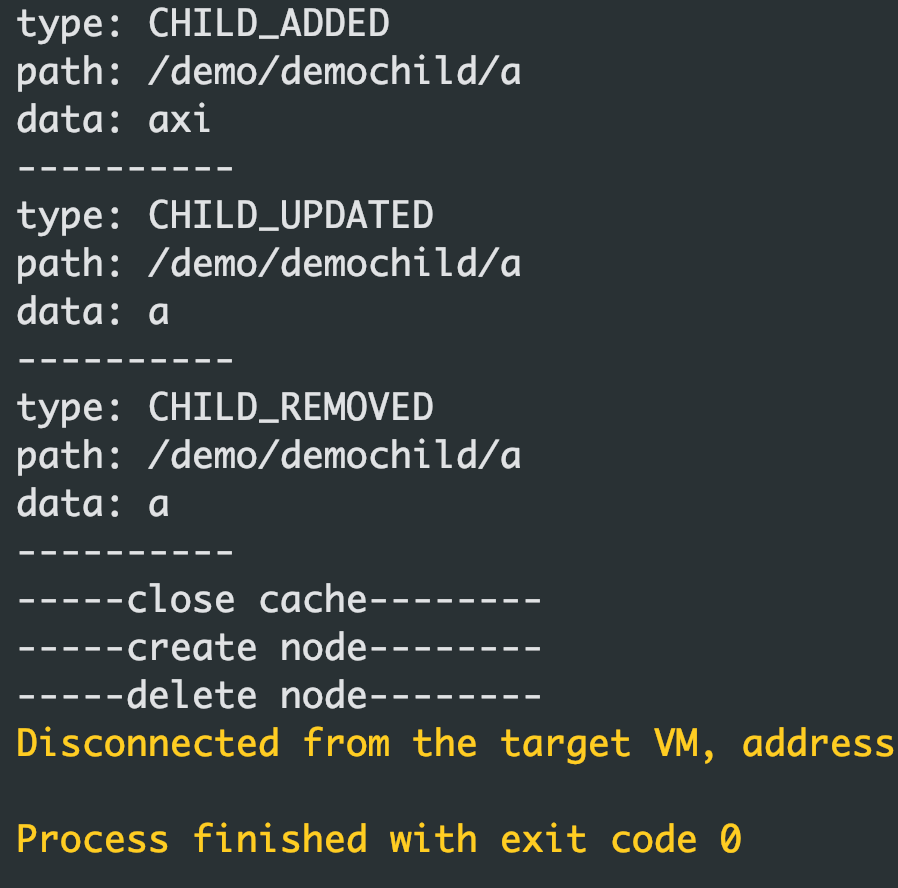 type: CHILD_ADDED
path: /demo/demochild/a
data: axi
----------
type: CHILD_UPDATED
path: /demo/demochild/a
data: a
----------
type: CHILD_REMOVED
path: /demo/demochild/a
data: a
----------
-----close cache--------
-----create node--------
-----delete node--------
Disconnected from the target VM, address
Process finished with exit code 0